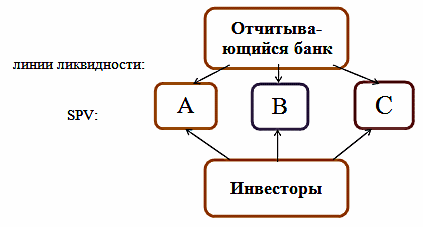 Отчитыва-
ющийся банк
линии ликвидности:
SPV:
A
B
C
Инвесторы